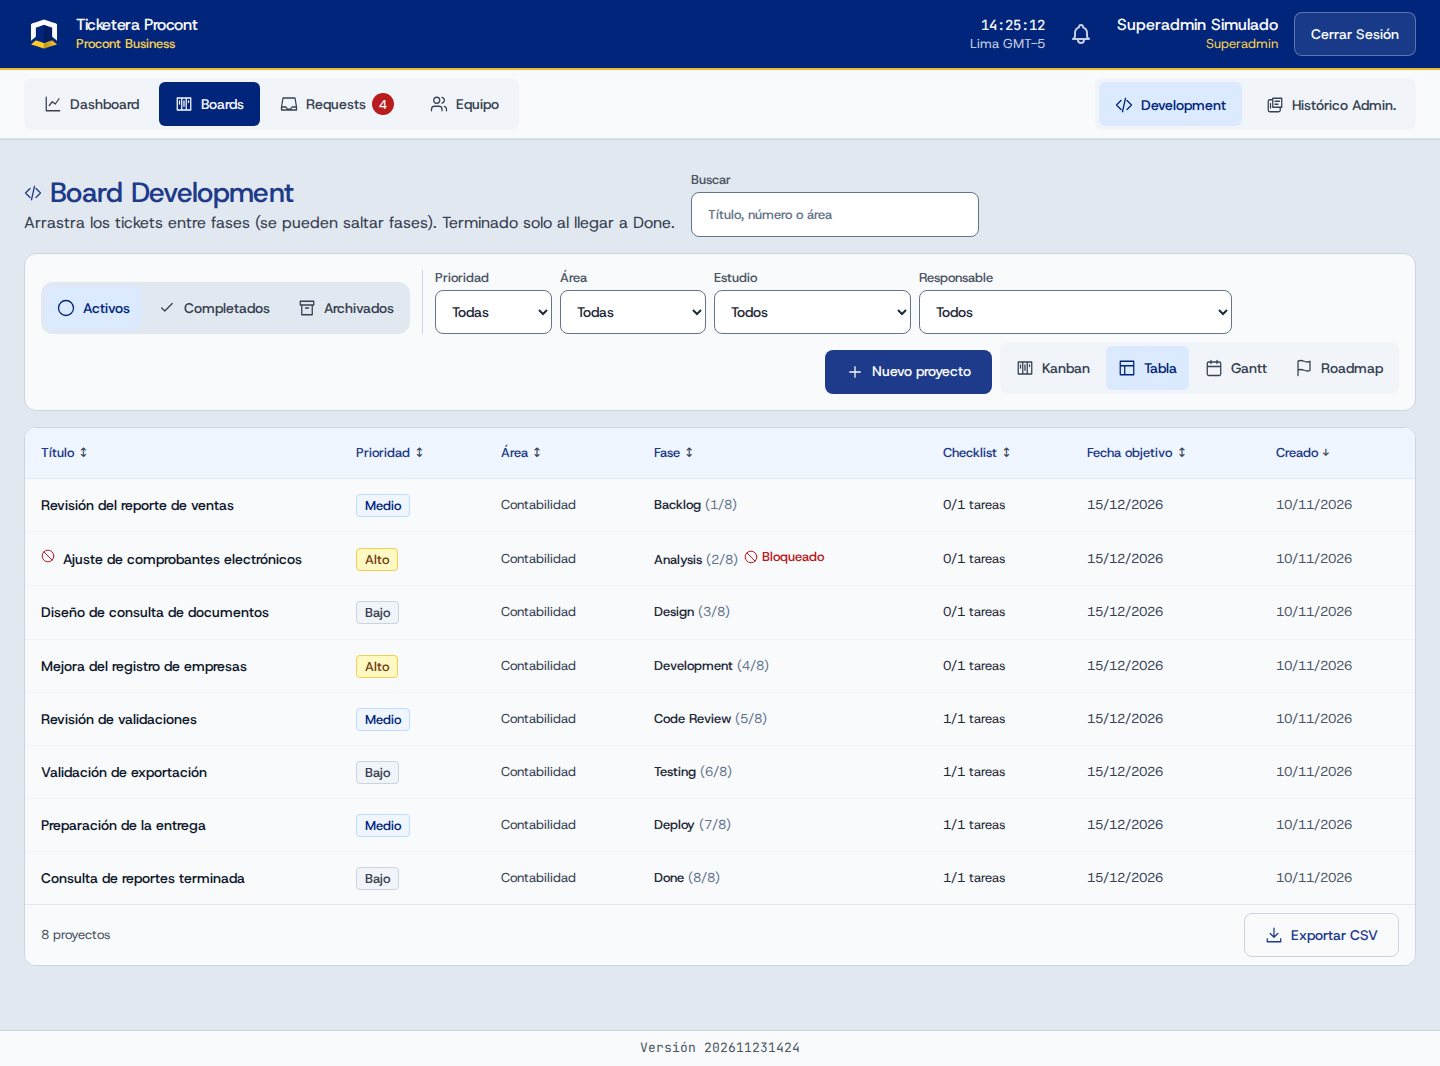 Ticketera Procont
Procont Business
14:25:12
Lima GMT-5
Superadmin Simulado
Superadmin
Cerrar Sesión
Dashboard
Boards
Requests 4
Equipo
Development
Histórico Admin.
Board Development
Arrastra los tickets entre fases (se pueden saltar fases). Terminado solo al llegar a Done.
Buscar
Título, número o área
Activos
Completados
Archivados
Prioridad
Todas
Área
Todas
Estudio
Todos
Responsable
Todos
Nuevo proyecto
Kanban
Tabla
Gantt
Roadmap
Título ↕ Prioridad ↕ Área ↕ Fase ↕ Checklist ↕ Fecha objetivo ↕ Creado ↓
Revisión del reporte de ventas Medio Contabilidad Backlog (1/8) 0/1 tareas 15/12/2026 10/11/2026
Ajuste de comprobantes electrónicos Alto Contabilidad Analysis (2/8) Bloqueado 0/1 tareas 15/12/2026 10/11/2026
Diseño de consulta de documentos Bajo Contabilidad Design (3/8) 0/1 tareas 15/12/2026 10/11/2026
Mejora del registro de empresas Alto Contabilidad Development (4/8) 0/1 tareas 15/12/2026 10/11/2026
Revisión de validaciones Medio Contabilidad Code Review (5/8) 1/1 tareas 15/12/2026 10/11/2026
Validación de exportación Bajo Contabilidad Testing (6/8) 1/1 tareas 15/12/2026 10/11/2026
Preparación de la entrega Medio Contabilidad Deploy (7/8) 1/1 tareas 15/12/2026 10/11/2026
Consulta de reportes terminada Bajo Contabilidad Done (8/8) 1/1 tareas 15/12/2026 10/11/2026
8 proyectos
Exportar CSV
Versión 202611231424